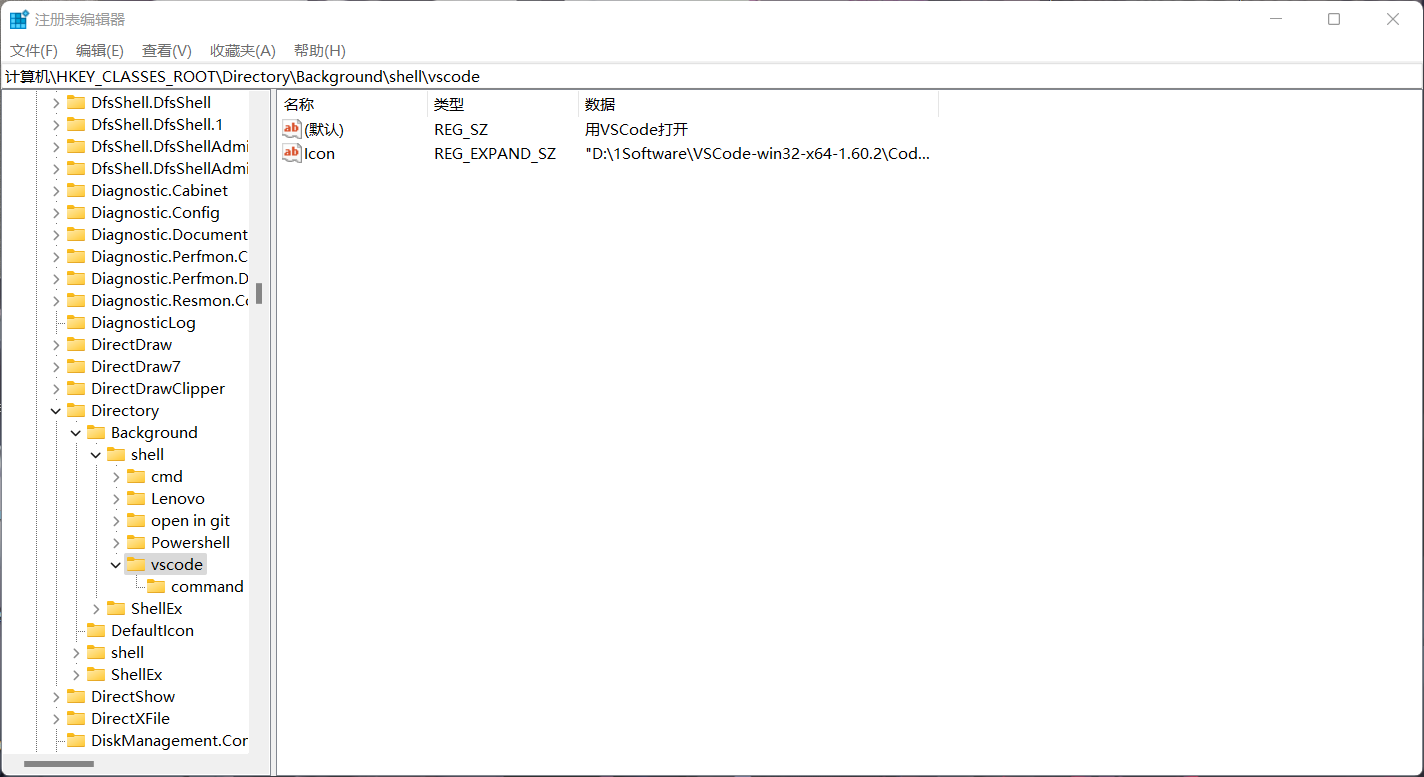 注册表编辑器
文件(F) 编辑(E) 查看(V) 收藏夹(A) 帮助(H)
计算机\HKEY_CLASSES_ROOT\Directory\Background\shell\vscode
DfsShell.DfsShell
DfsShell.DfsShell.1
DfsShell.DfsShellAdmi
DfsShell.DfsShellAdmi
Diagnostic.Cabinet
Diagnostic.Config
Diagnostic.Document
Diagnostic.Perfmon.C
Diagnostic.Perfmon.D
Diagnostic.Resmon.Co
DiagnosticLog
DirectDraw
DirectDraw7
DirectDrawClipper
Directory
Background
shell
cmd
Lenovo
open in git
Powershell
vscode
command
ShellEx
DefaultIcon
shell
ShellEx
DirectShow
DirectXFile
DiskManagement.Cor
名称 类型 数据
ab (默认) REG_SZ 用VSCode打开
ab Icon REG_EXPAND_SZ "D:\1Software\VSCode-win32-x64-1.60.2\Cod...